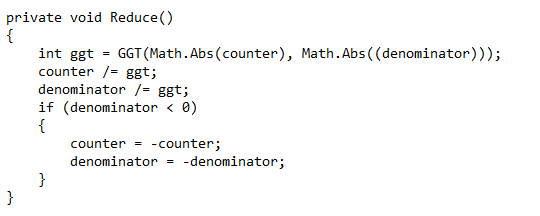 private void Reduce()
{
    int ggt = GGT(Math.Abs(counter), Math.Abs((denominator)));
    counter /= ggt;
    denominator /= ggt;
    if (denominator < 0)
    {
        counter = -counter;
        denominator = -denominator;
    }
}